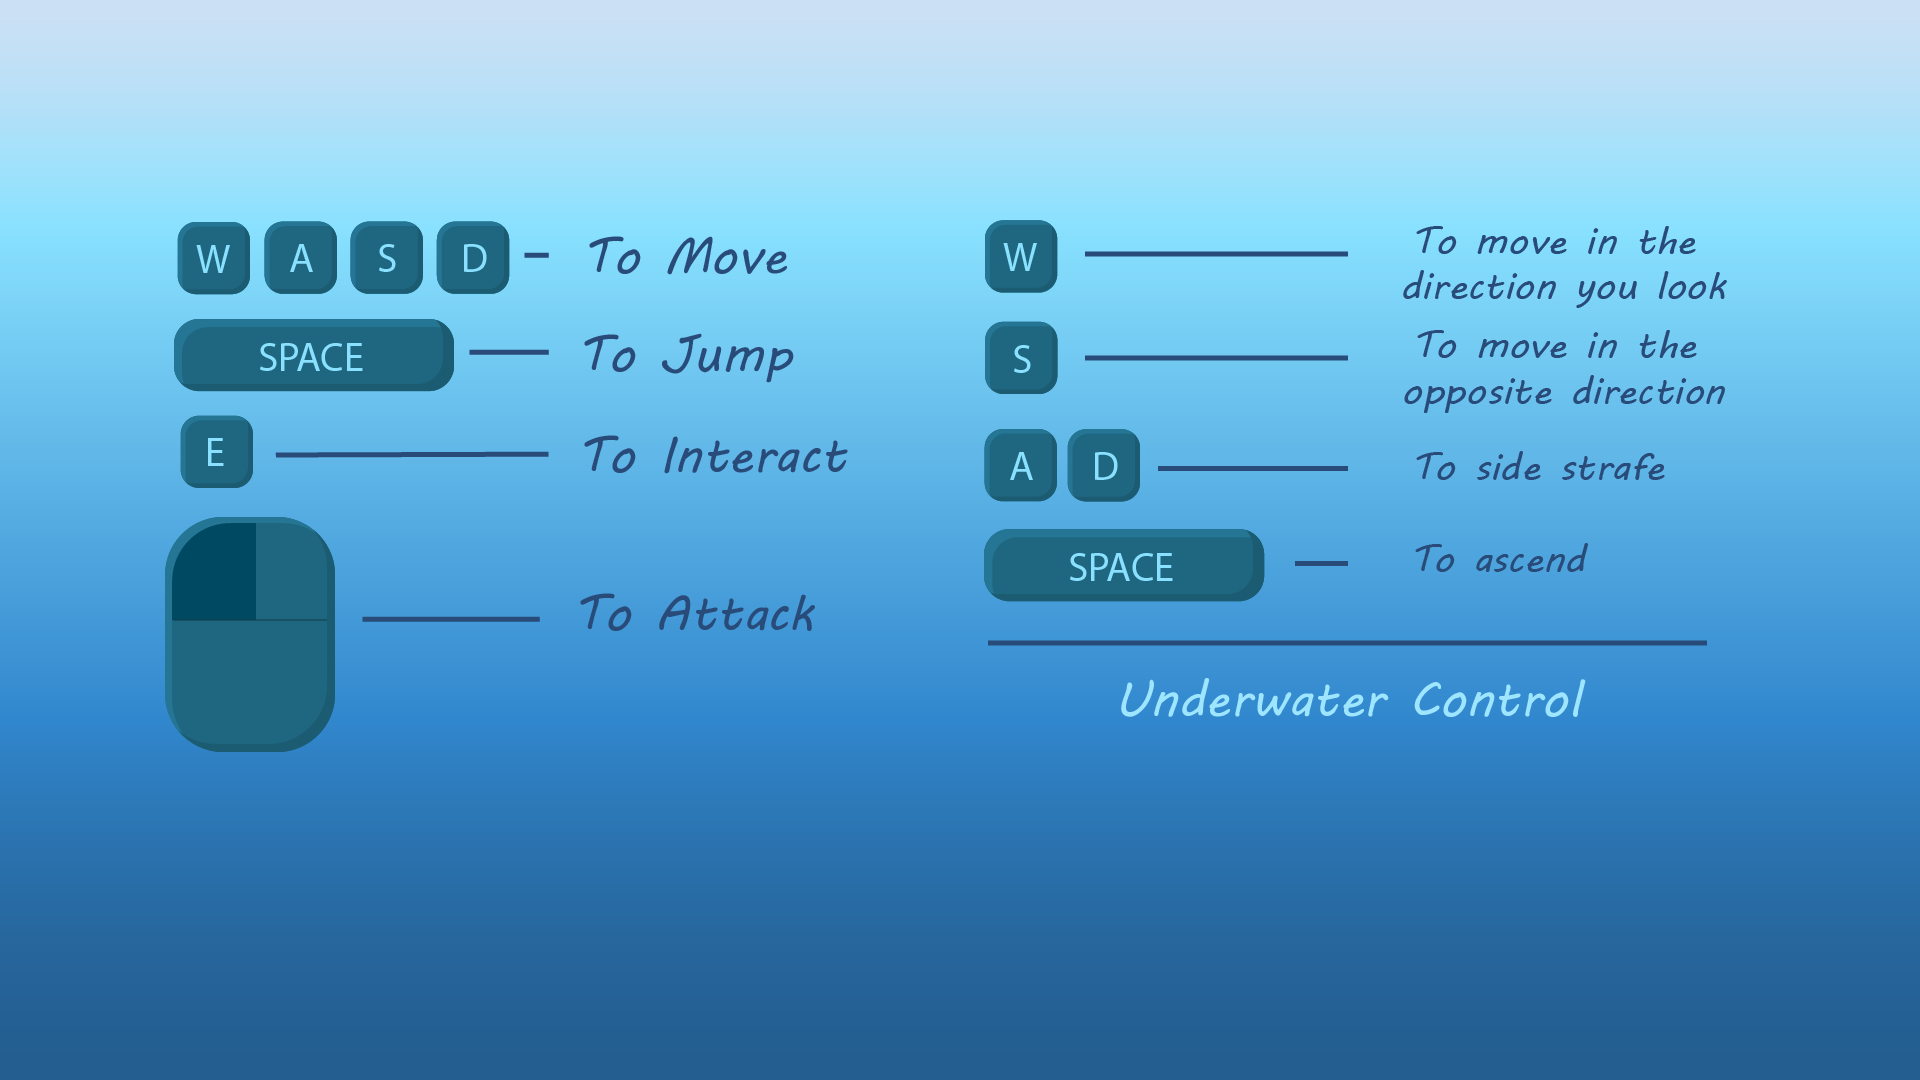 W A S D - To Move
SPACE - To Jump
E To Interact
To Attack
W To move in the
direction you look
S To move in the
opposite direction
A D To side strafe
SPACE To ascend
Underwater Control